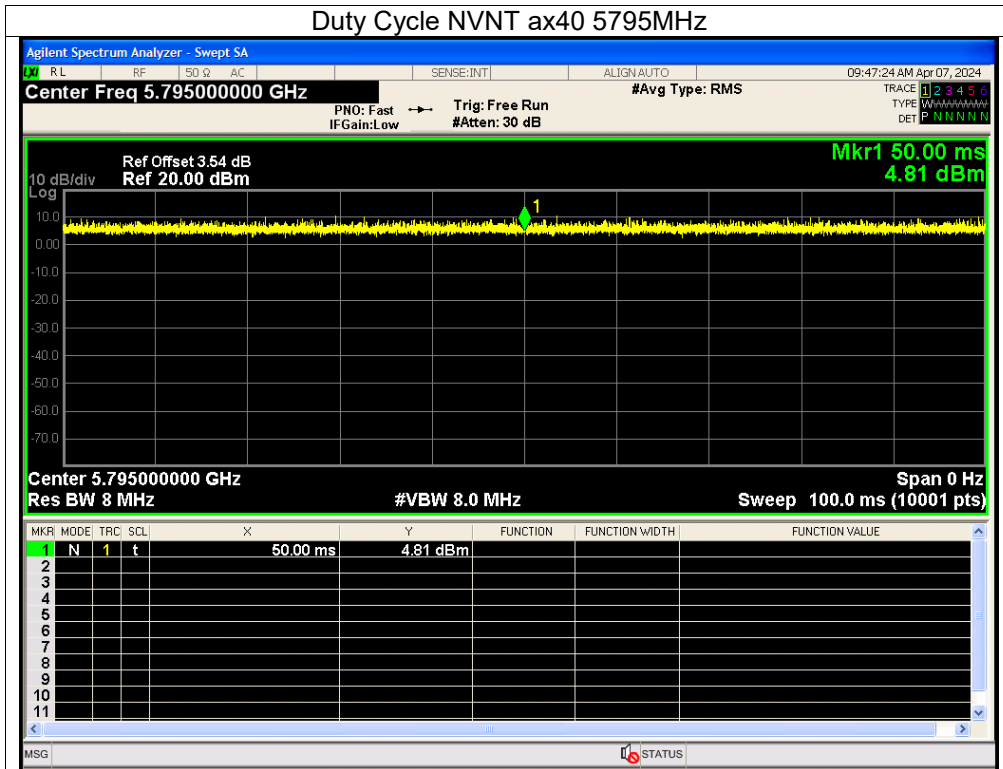 Duty Cycle NVNT ax40 5795MHz
Agilent Spectrum Analyzer - Swept SA
LXI RL RF 50 Ω AC SENSE:INT ALIGN AUTO 09:47:24 AM Apr 07, 2024
Center Freq 5.795000000 GHz #Avg Type: RMS TRACE 1 2 3 4 5 6
PNO: Fast Trig: Free Run TYPE W
IFGain:Low #Atten: 30 dB DET P N N N N N
Mkr1 50.00 ms
4.81 dBm
Ref Offset 3.54 dB
10 dB/div Ref 20.00 dBm
Log
1
10.0
0.00
-10.0
-20.0
-30.0
-40.0
-50.0
-60.0
-70.0
Center 5.795000000 GHz Span 0 Hz
Res BW 8 MHz #VBW 8.0 MHz Sweep 100.0 ms (10001 pts)
MKR MODE TRC SCL X Y FUNCTION FUNCTION WIDTH FUNCTION VALUE
1 N 1 t 50.00 ms 4.81 dBm
2
3
4
5
6
7
8
9
10
11
MSG STATUS